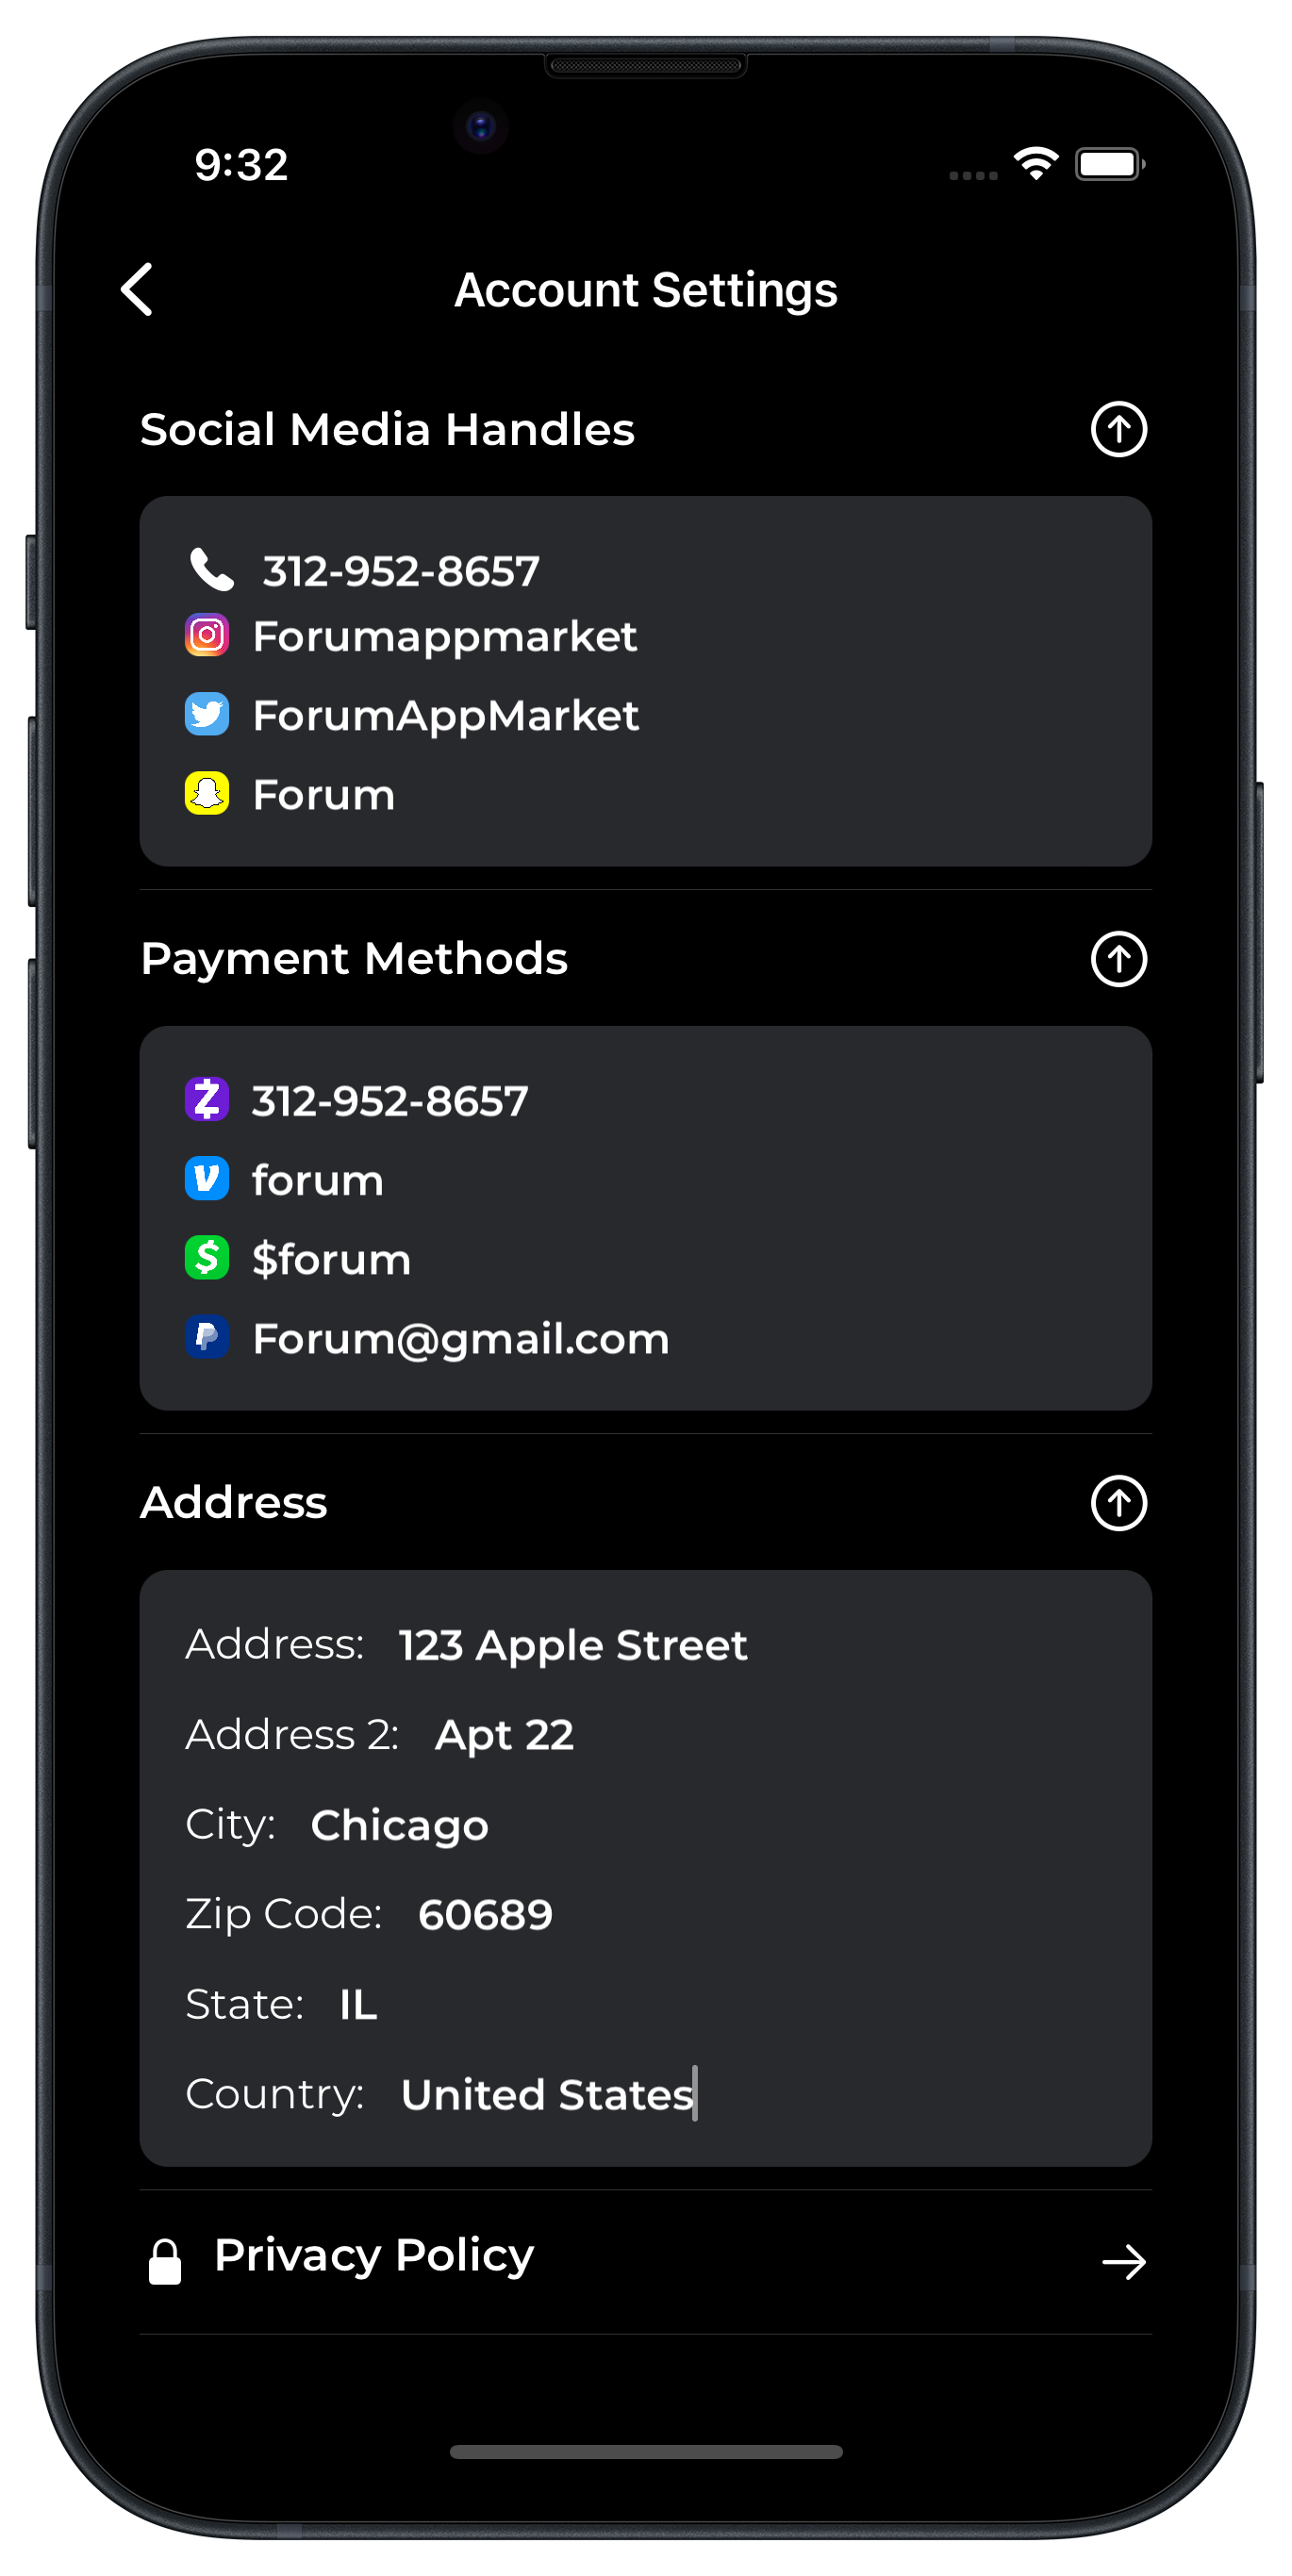 9:32
Account Settings
Social Media Handles
312-952-8657
Forumappmarket
ForumAppMarket
Forum
Payment Methods
312-952-8657
forum
$forum
Forum@gmail.com
Address
Address: 123 Apple Street
Address 2: Apt 22
City: Chicago
Zip Code: 60689
State: IL
Country: United States
Privacy Policy